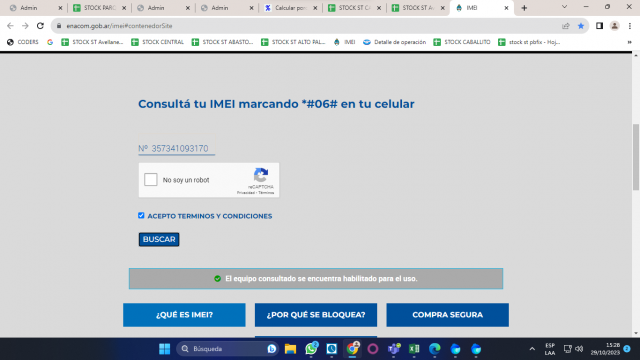 Admin
STOCK PAR
Admin
Admin
Calcular por
STOCK C
STOCK ST A
IMEI
enacom.gob.ar/imei#contenedorSite
CODERS
STOCK ST Avellane...
STOCK CENTRAL
STOCK ST ABASTO...
STOCK ST ALTO PAL...
IMEI
Detalle de operación
STOCK CABALLITO
stock st pbfix - Hoj...
Consultá tu IMEI marcando *#06# en tu celular
Nº 357341093170
No soy un robot
reCAPTCHA
Privacidad - Términos
ACEPTO TERMINOS Y CONDICIONES
BUSCAR
El equipo consultado se encuentra habilitado para el uso.
¿QUÉ ES IMEI?
¿POR QUÉ SE BLOQUEA?
COMPRA SEGURA
Búsqueda
ESP
LAA
15:26
29/10/2023